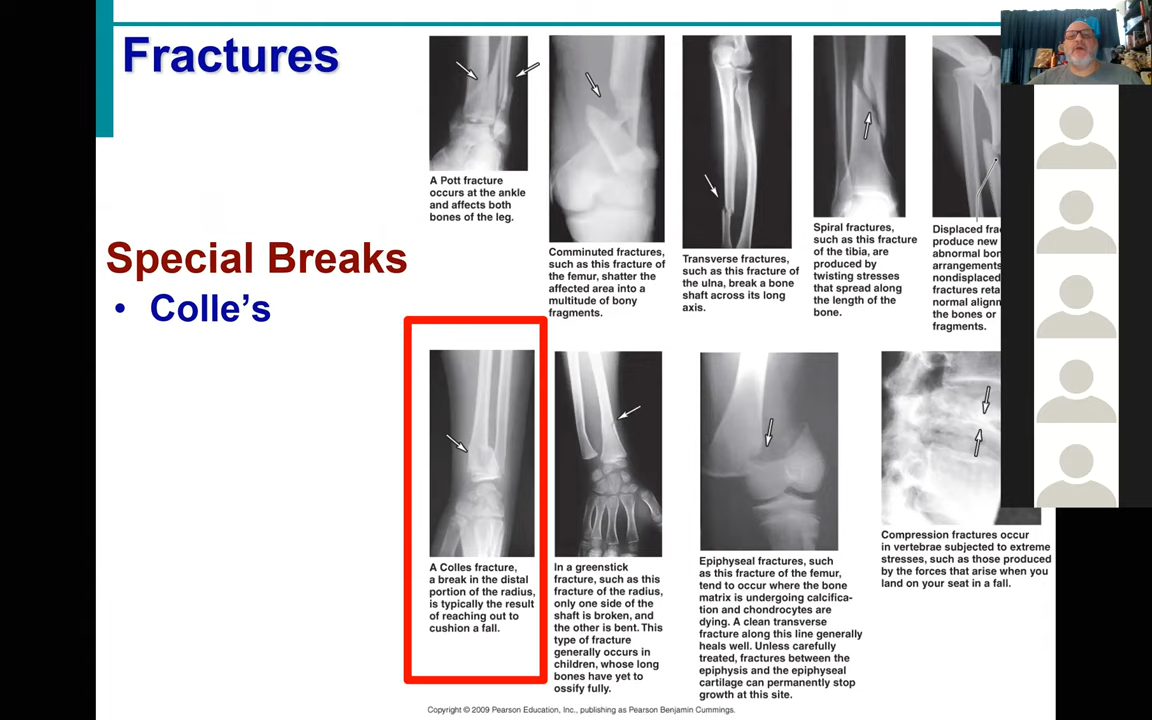 Fractures
Special Breaks
• Colle's
A Pott fracture
occurs at the ankle
and affects both
bones of the leg.
Comminuted fractures,
such as this fracture of
the femur, shatter the
affected area into a
multitude of bony
fragments.
Transverse fractures,
such as this fracture of
the ulna, break a bone
shaft across its long
axis.
Spiral fractures,
such as this fracture
of the tibia, are
produced by
twisting stresses
that spread along
the length of the
bone.
Displaced fra
produce new
abnormal bon
arrangements
nondisplaced
fractures reta
normal alignm
the bones or
fragments.
A Colles fracture,
a break in the distal
portion of the radius,
is typically the result
of reaching out to
cushion a fall.
In a greenstick
fracture, such as this
fracture of the radius,
only one side of the
shaft is broken, and
the other is bent. This
type of fracture
generally occurs in
children, whose long
bones have yet to
ossify fully.
Epiphyseal fractures, such
as this fracture of the femur,
tend to occur where the bone
matrix is undergoing calcifica-
tion and chondrocytes are
dying. A clean transverse
fracture along this line generally
heals well. Unless carefully
treated, fractures between the
epiphysis and the epiphyseal
cartilage can permanently stop
growth at this site.
Compression fractures occur
in vertebrae subjected to extreme
stresses, such as those produced
by the forces that arise when you
land on your seat in a fall.
Copyright © 2009 Pearson Education, Inc., publishing as Pearson Benjamin Cummings.